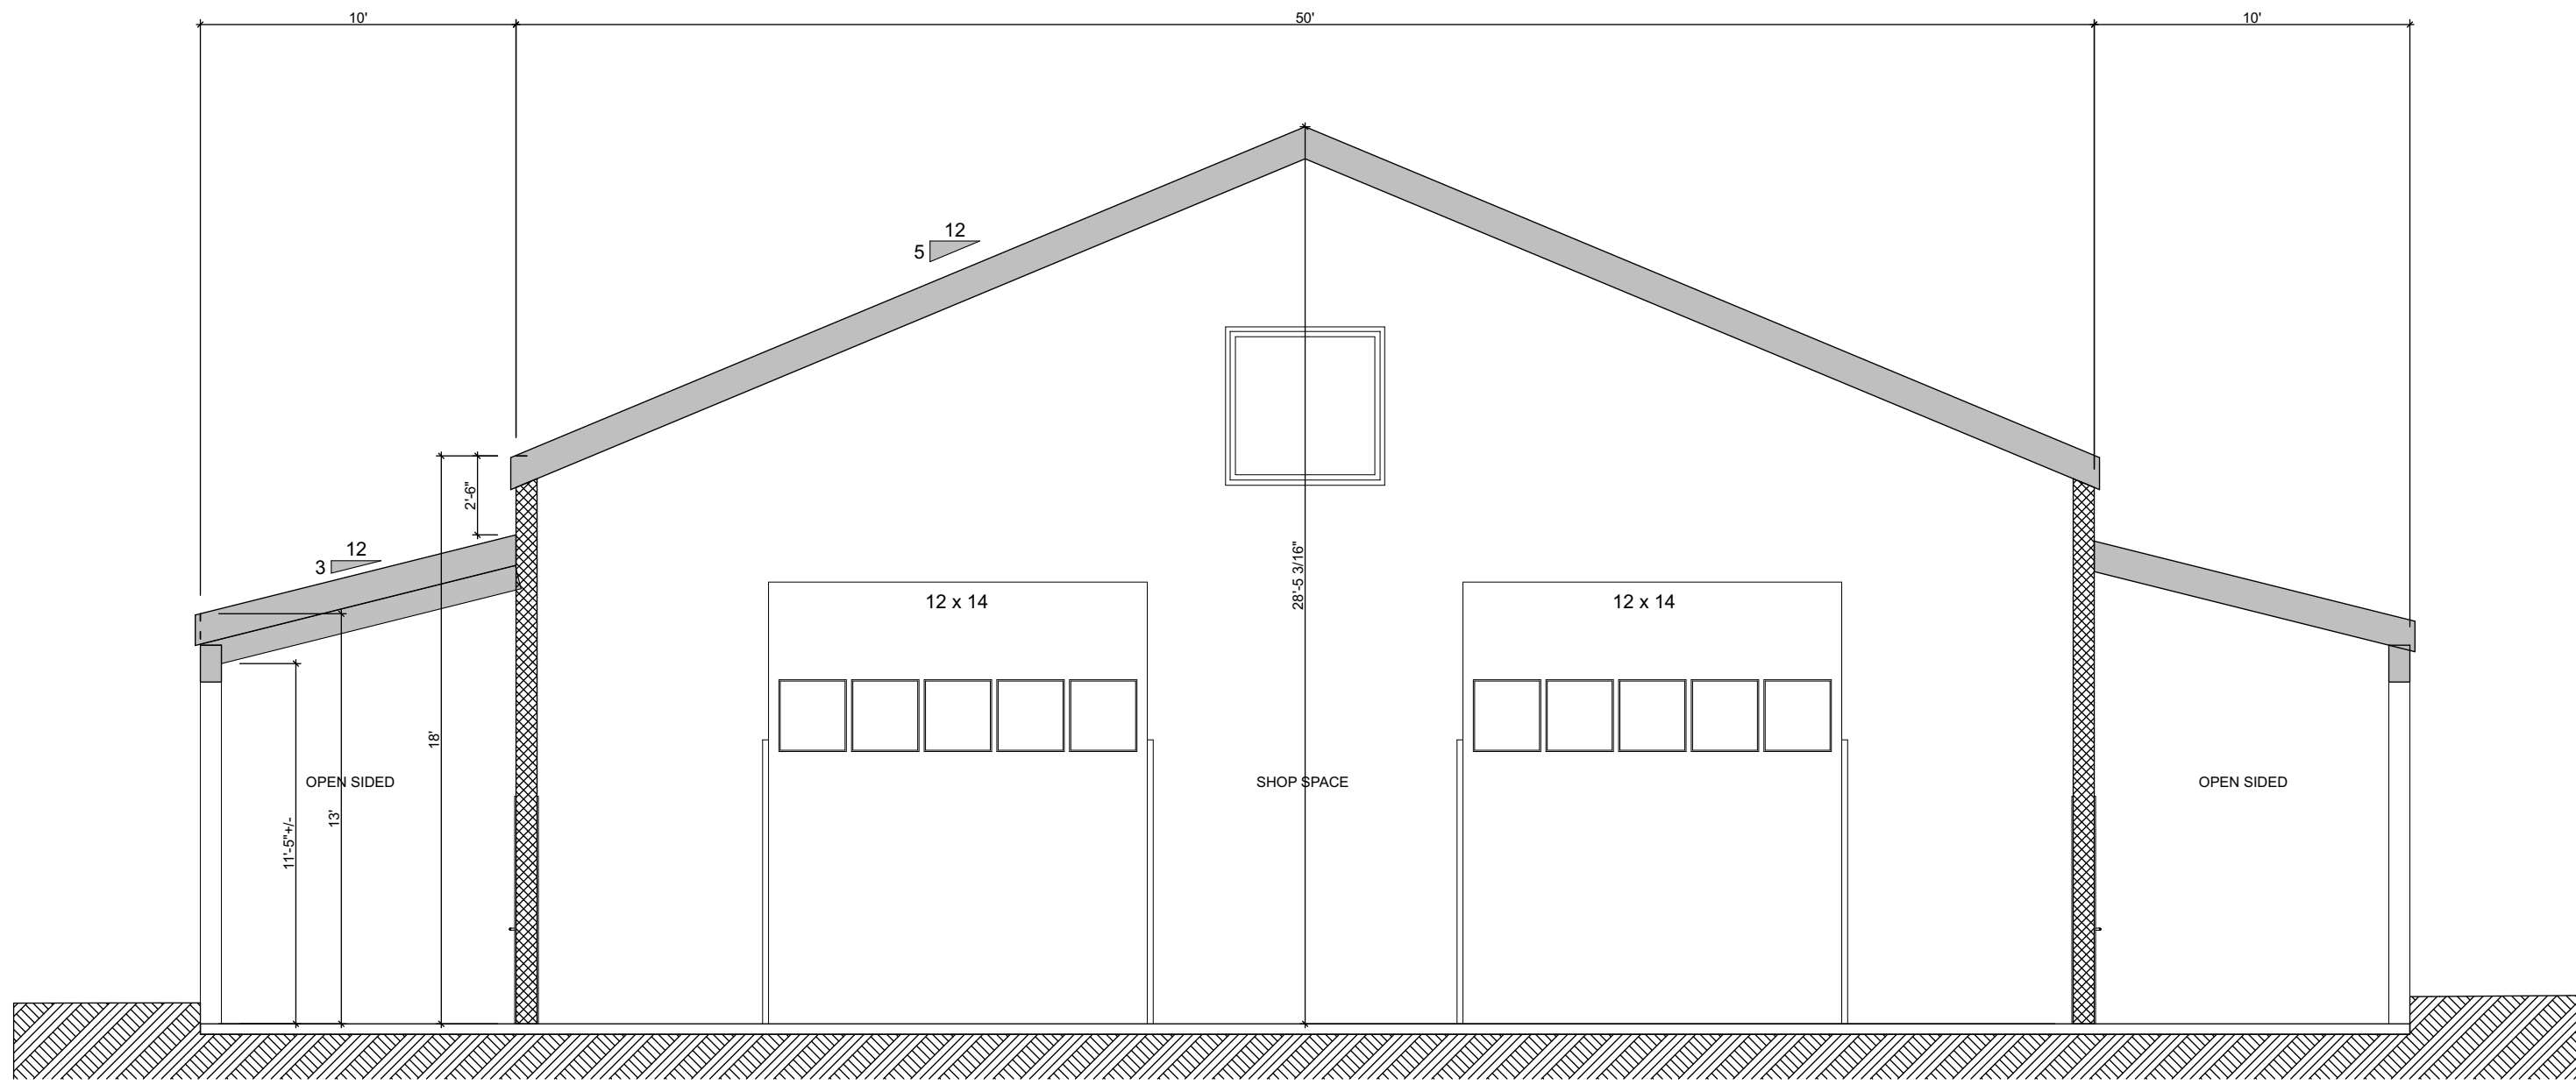 10'
50'
10'
12
5
2'-6"
12
3
28'-5 3/16"
12 x 14
12 x 14
18'
OPEN SIDED
SHOP SPACE
OPEN SIDED
13'
11'-5"+/-